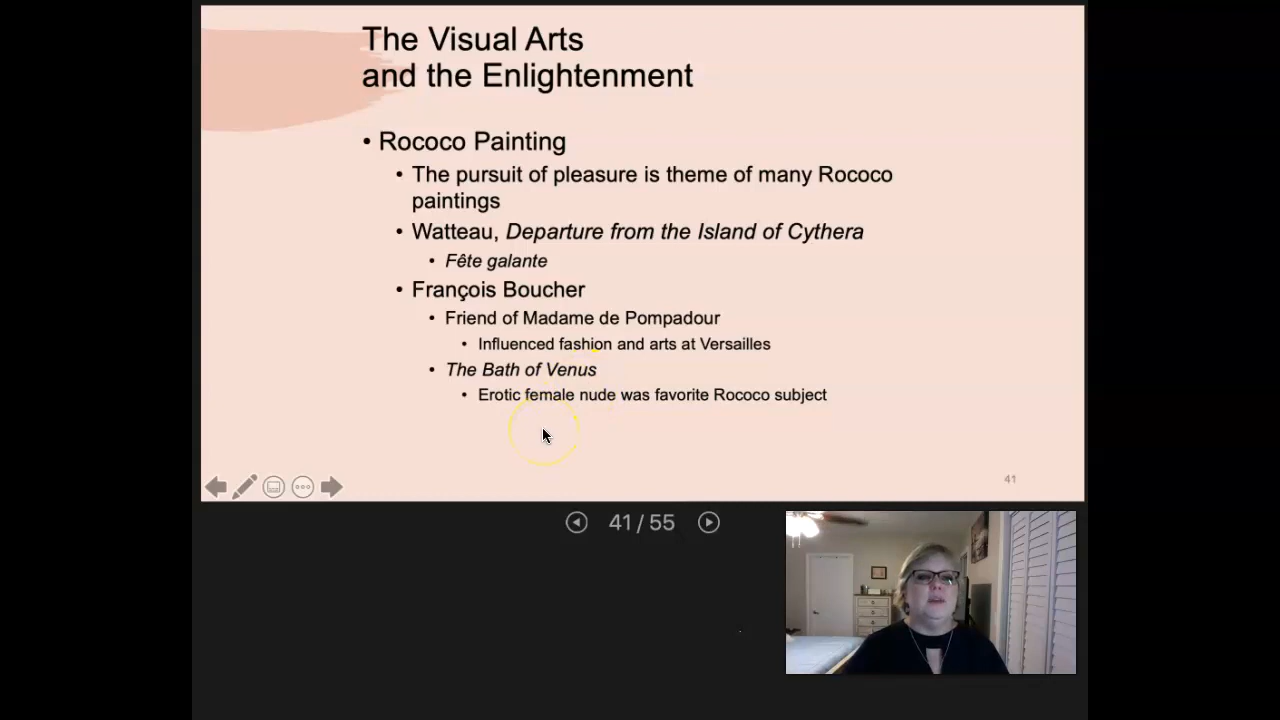 The Visual Arts
and the Enlightenment
• Rococo Painting
• The pursuit of pleasure is theme of many Rococo
paintings
• Watteau, Departure from the Island of Cythera
• Fête galante
• François Boucher
• Friend of Madame de Pompadour
• Influenced fashion and arts at Versailles
• The Bath of Venus
• Erotic female nude was favorite Rococo subject
41
41 / 55